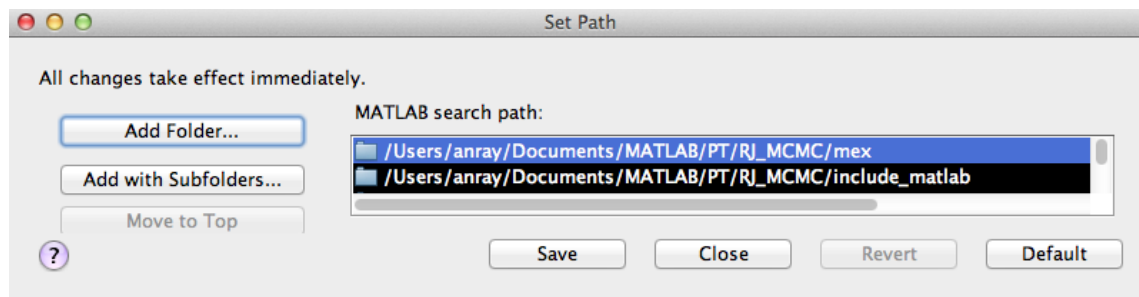 Set Path
All changes take effect immediately.
MATLAB search path:
Add Folder...
/Users/anray/Documents/MATLAB/PT/RJ_MCMC/mex
Add with Subfolders...
/Users/anray/Documents/MATLAB/PT/RJ_MCMC/include_matlab
Move to Top
?
Save
Close
Revert
Default